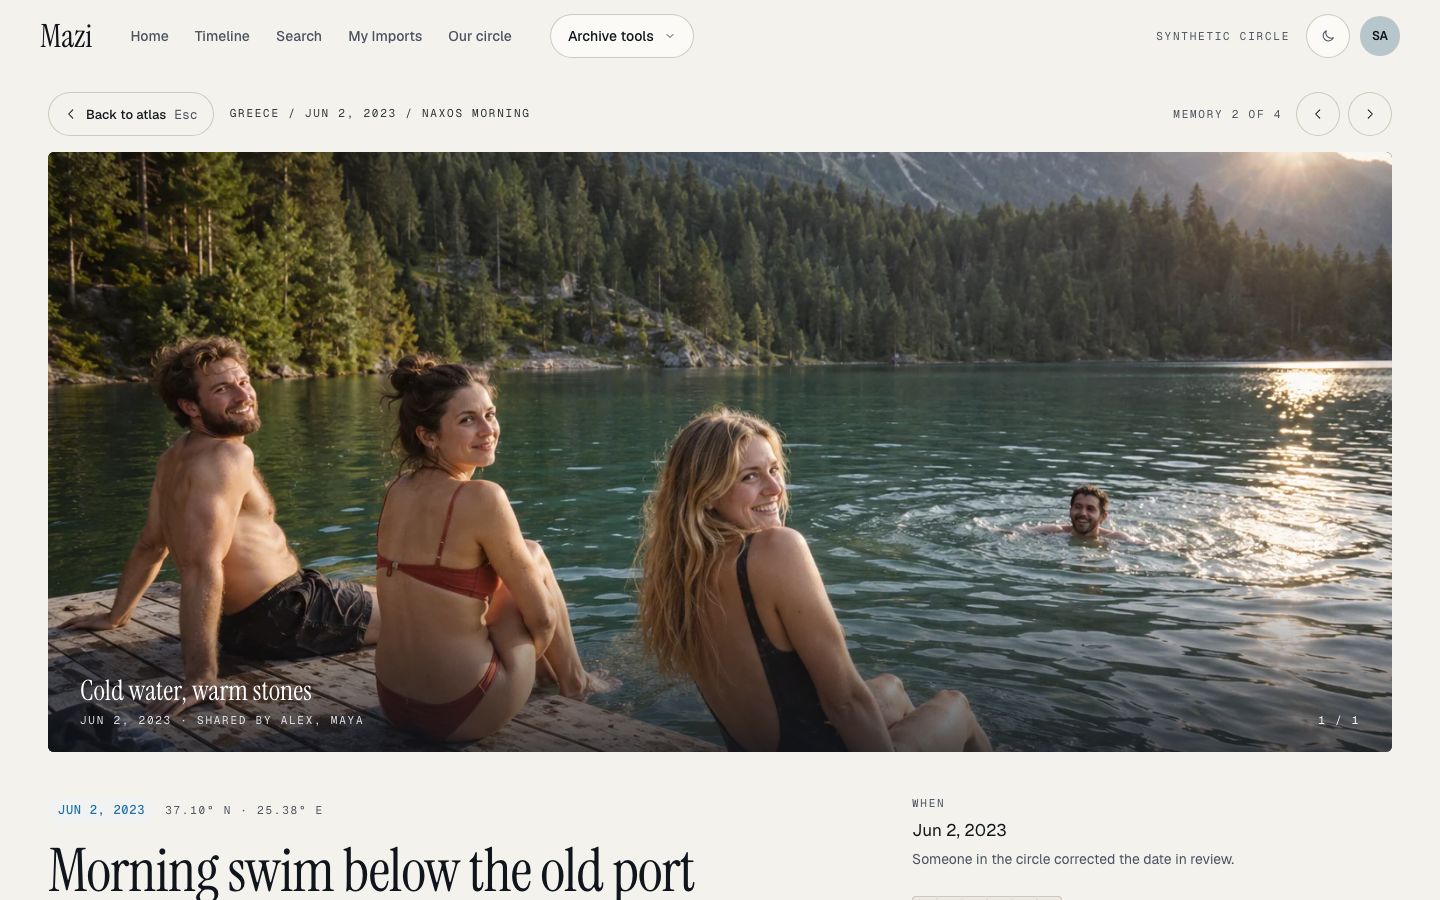 Mazi
Home
Timeline
Search
My Imports
Our circle
Archive tools
SYNTHETIC CIRCLE
SA
Back to atlas Esc
GREECE / JUN 2, 2023 / NAXOS MORNING
MEMORY 2 OF 4
Cold water, warm stones
JUN 2, 2023 · SHARED BY ALEX, MAYA
1 / 1
JUN 2, 2023
37.10° N · 25.38° E
Morning swim below the old port
WHEN
Jun 2, 2023
Someone in the circle corrected the date in review.